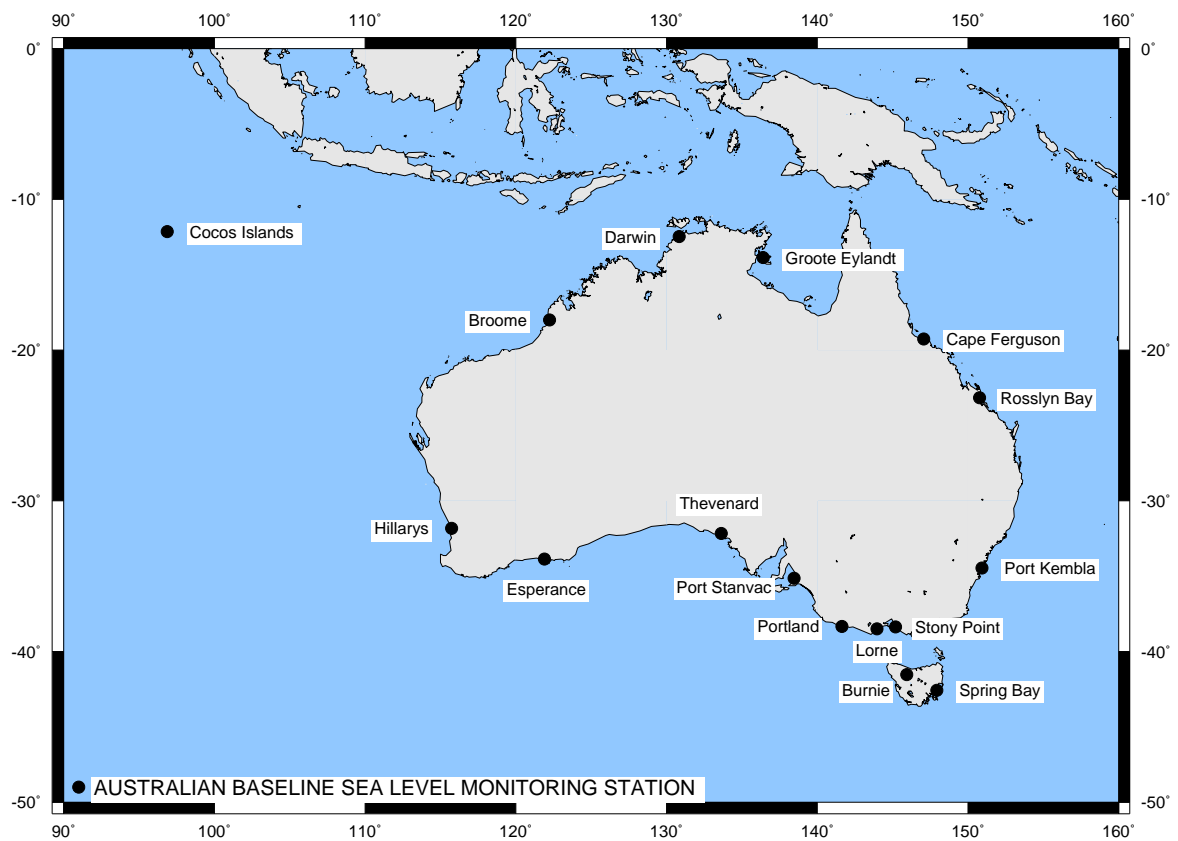 90˚ 100˚ 110˚ 120˚ 130˚ 140˚ 150˚ 160˚
0˚ 0˚
-10˚ -10˚
Cocos Islands
Darwin
Groote Eylandt
Broome
Cape Ferguson
-20˚ -20˚
Rosslyn Bay
-30˚ -30˚
Thevenard
Hillarys
Port Kembla
Esperance
Port Stanvac
Portland
Stony Point
Lorne
-40˚ -40˚
Burnie
Spring Bay
AUSTRALIAN BASELINE SEA LEVEL MONITORING STATION
-50˚ -50˚
90˚ 100˚ 110˚ 120˚ 130˚ 140˚ 150˚ 160˚